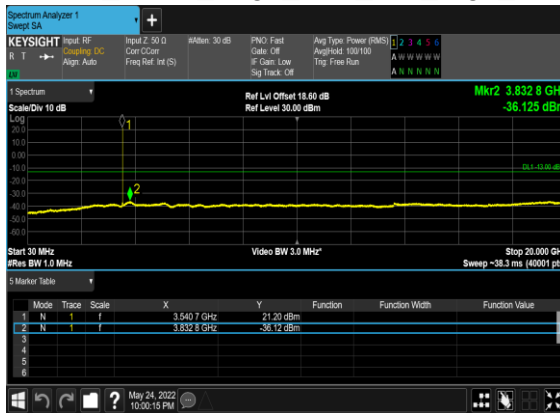 Spectrum Analyzer 1
Swept SA
KEYSIGHT Input: RF Input Z: 50 Ω #Atten: 30 dB PNO: Fast Avg Type: Power (RMS) 1 2 3 4 5 6
R T Coupling: DC Corr CCorr Gate: Off Avg|Hold: 100/100 A W W W W W
Align: Auto Freq Ref: Int (S) IF Gain: Low Trig: Free Run
Sig Track: Off A N N N N N
1 Spectrum Ref Lvl Offset 18.60 dB Mkr2 3.832 8 GH
Scale/Div 10 dB Ref Level 30.00 dBm -36.125 dBm
Log
20.0
10.0
0.00
-10.0
-20.0
-30.0
-40.0
-50.0
-60.0
1
2
DL1 -13.00 dB
Start 30 MHz Video BW 3.0 MHz* Stop 20.000 GH
#Res BW 1.0 MHz Sweep ~38.3 ms (40001 pt
5 Marker Table
Mode Trace Scale X Y Function Function Width Function Value
1 N 1 f 3.540 7 GHz 21.20 dBm
2 N 1 f 3.832 8 GHz -36.12 dBm
3
4
5
6
? May 24, 2022
10:00:15 PM